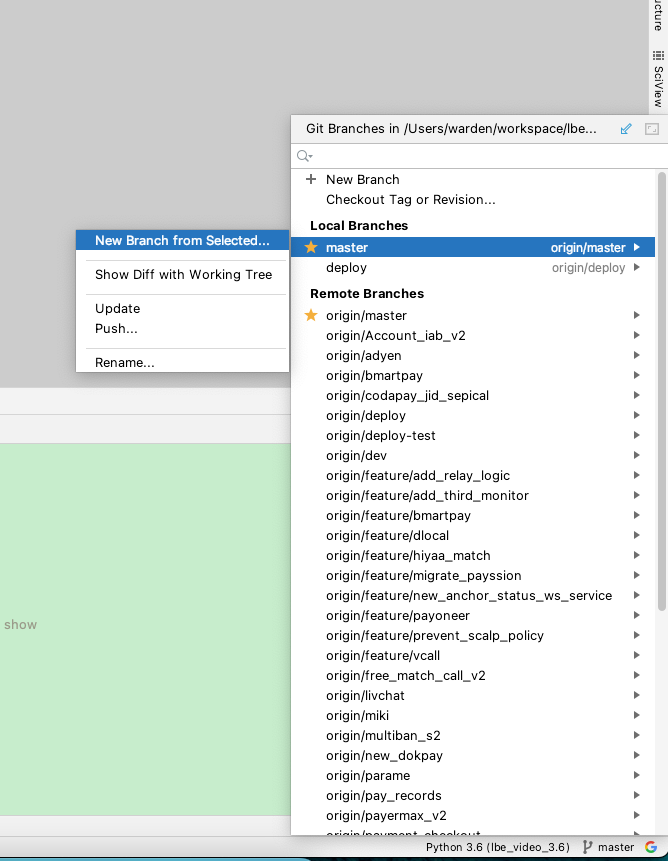 ucture
SciView
Git Branches in /Users/warden/workspace/lbe...
New Branch
Checkout Tag or Revision...
Local Branches
master origin/master
deploy origin/deploy
New Branch from Selected...
Show Diff with Working Tree
Update
Push...
Rename...
Remote Branches
origin/master
origin/Account_iab_v2
origin/adyen
origin/bmartpay
origin/codapay_jid_sepical
origin/deploy
origin/deploy-test
origin/dev
origin/feature/add_relay_logic
origin/feature/add_third_monitor
origin/feature/bmartpay
origin/feature/dlocal
origin/feature/hiyaa_match
origin/feature/migrate_payssion
origin/feature/new_anchor_status_ws_service
origin/feature/payoneer
origin/feature/prevent_scalp_policy
origin/feature/vcall
origin/free_match_call_v2
origin/livchat
origin/miki
origin/multiban_s2
origin/new_dokpay
origin/parame
origin/pay_records
origin/payermax_v2
origin/payment_checkout
show
Python 3.6 (lbe_video_3.6) master